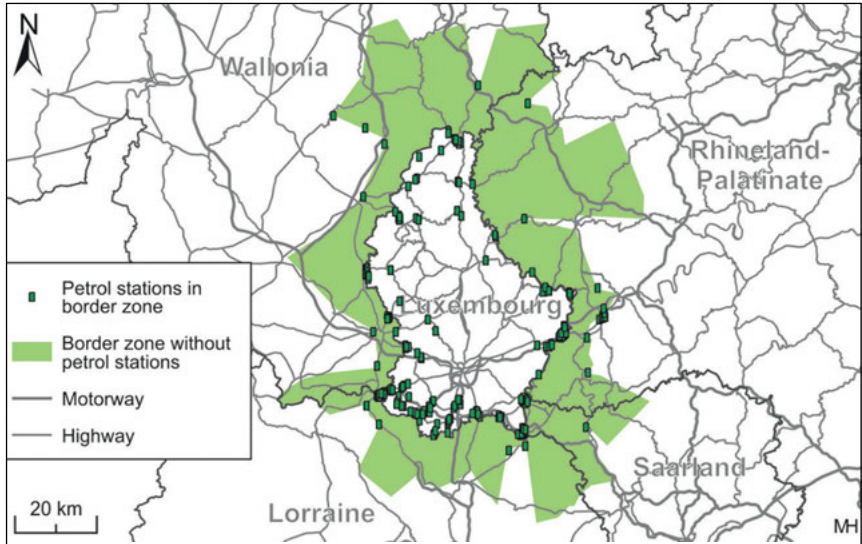 N
Wallonia
Rhineland-
Palatinate
Luxembourg
Petrol stations in
border zone
Border zone without
petrol stations
Motorway
Highway
20 km
Lorraine
Saarland
MH